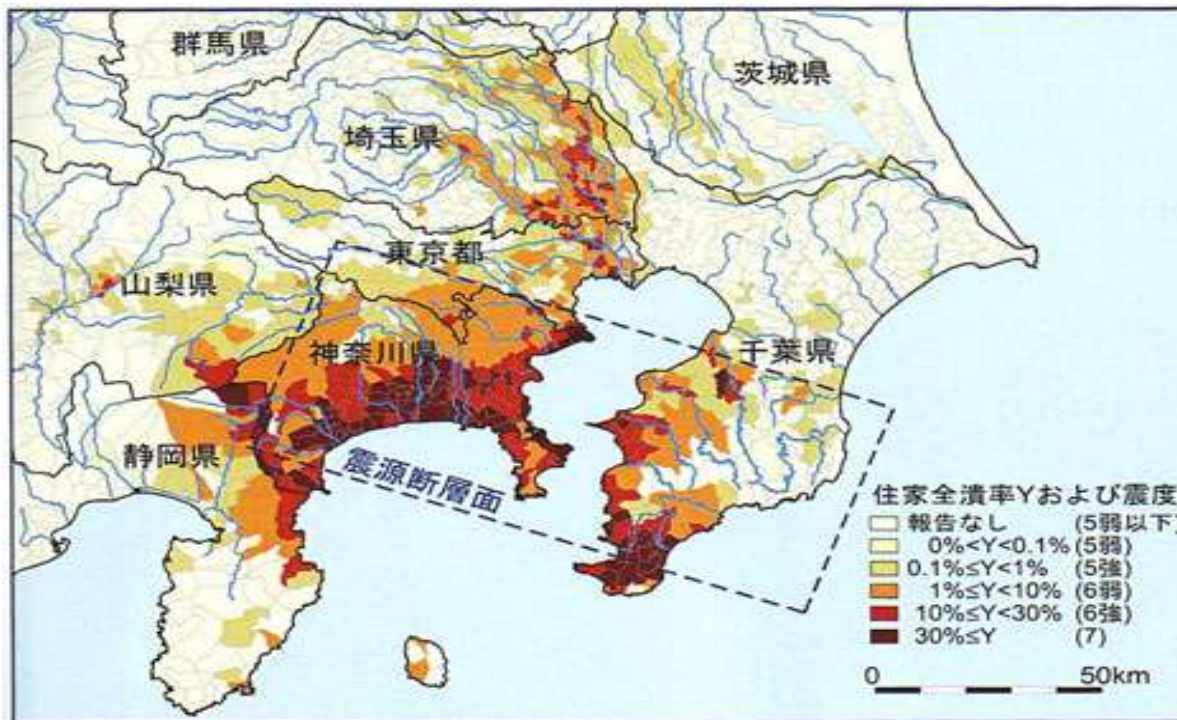 群馬県
茨城県
埼玉県
東京都
山梨県
神奈川県
千葉県
静岡県
震源断層面
住家全潰率Yおよび震度
報告なし (5弱以下)
0%<Y<0.1% (5弱)
0.1%≤Y<1% (5強)
1%≤Y<10% (6弱)
10%≤Y<30% (6強)
30%≤Y (7)
0 50km